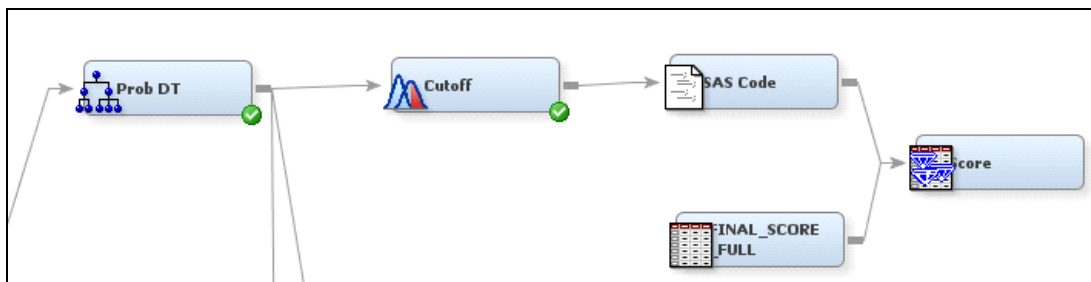 Prob DT
Cutoff
SAS Code
Score
FINAL_SCORE
_FULL